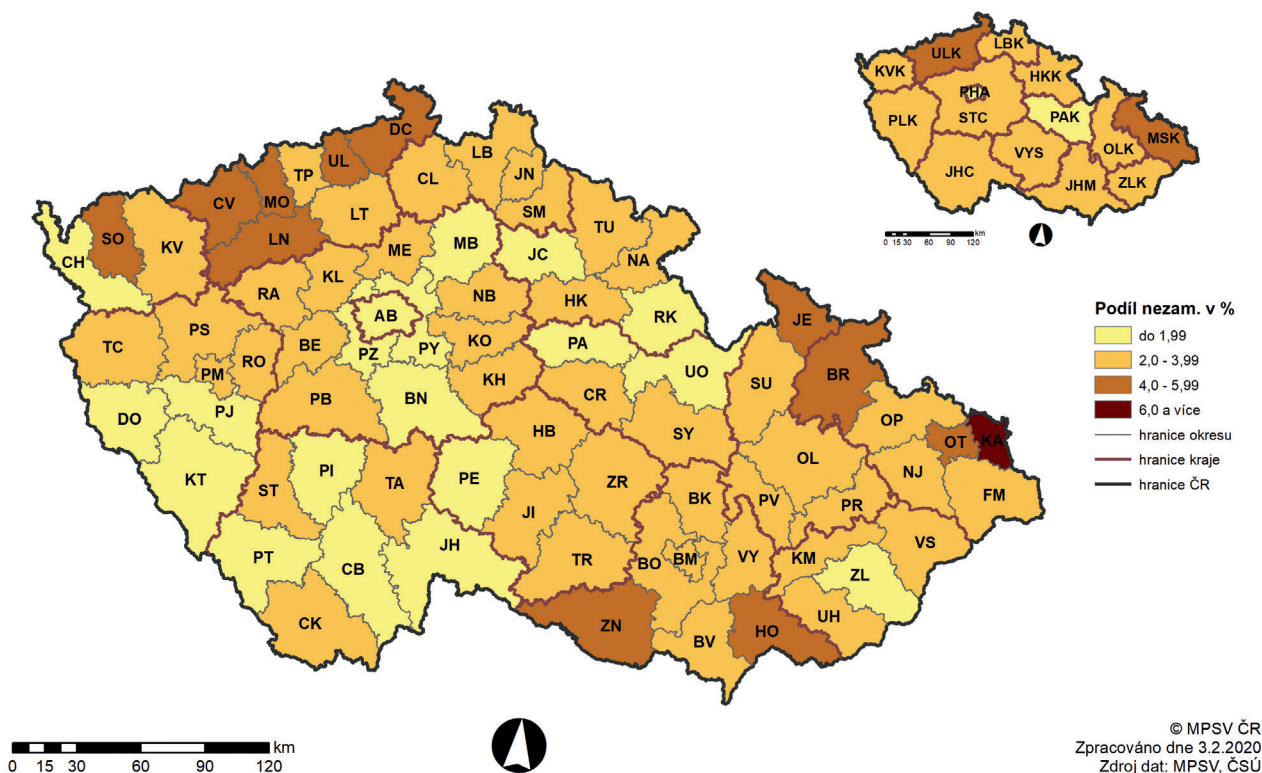 LBK
ULK
KVK
HKK
PHA
PAK
PLK
STC
MSK
OLK
VYS
JHC
ZLK
JHM
km
0 15 30 60 90 120
DC
LB
UL
TP
JN
CL
CV
MO
LT
SM
TU
SO
KV
LN
MB
ME
JC
CH
NA
KL
RA
NB
HK
AB
RK
JE
PS
TC
BE
PZ
PY
KO
PA
RO
PM
UO
SU
BR
KH
PB
BN
CR
DO
PJ
OP
HB
SY
OT
KA
OL
KT
PI
ST
TA
PE
ZR
NJ
FM
BK
PV
PR
JI
JH
VS
PT
CB
TR
BO
BM
VY
KM
ZL
CK
ZN
HO
UH
BV
Podíl nezam. v %
do 1,99
2,0 - 3,99
4,0 - 5,99
6,0 a více
hranice okresu
hranice kraje
hranice ČR
km
0 15 30 60 90 120
© MPSV ČR
Zpracováno dne 3.2.2020
Zdroj dat: MPSV, ČSÚ